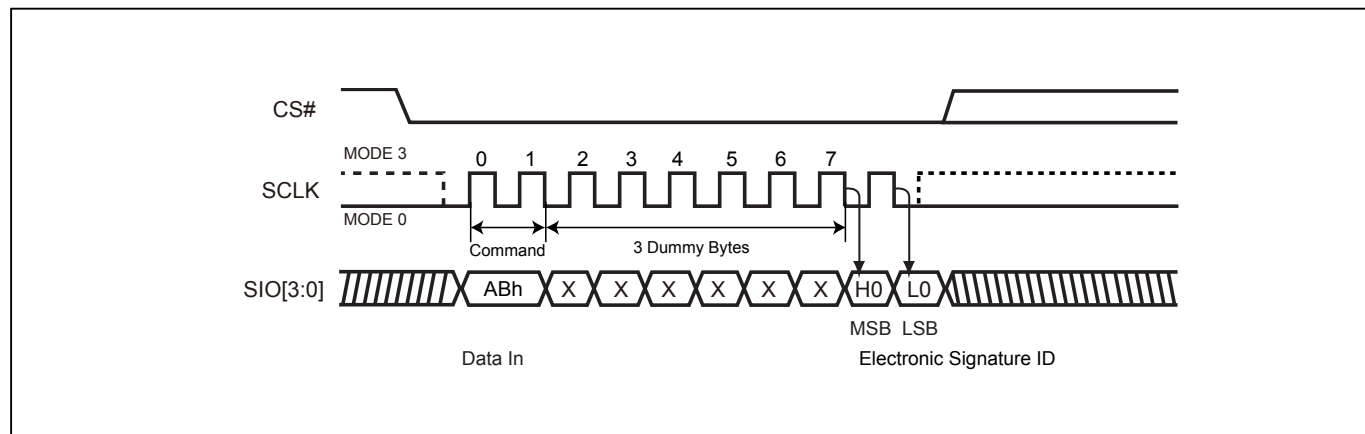 CS#
MODE 3
0 1 2 3 4 5 6 7
SCLK
MODE 0
Command
3 Dummy Bytes
SIO[3:0]
ABh X X X X X X H0 L0
MSB LSB
Data In
Electronic Signature ID